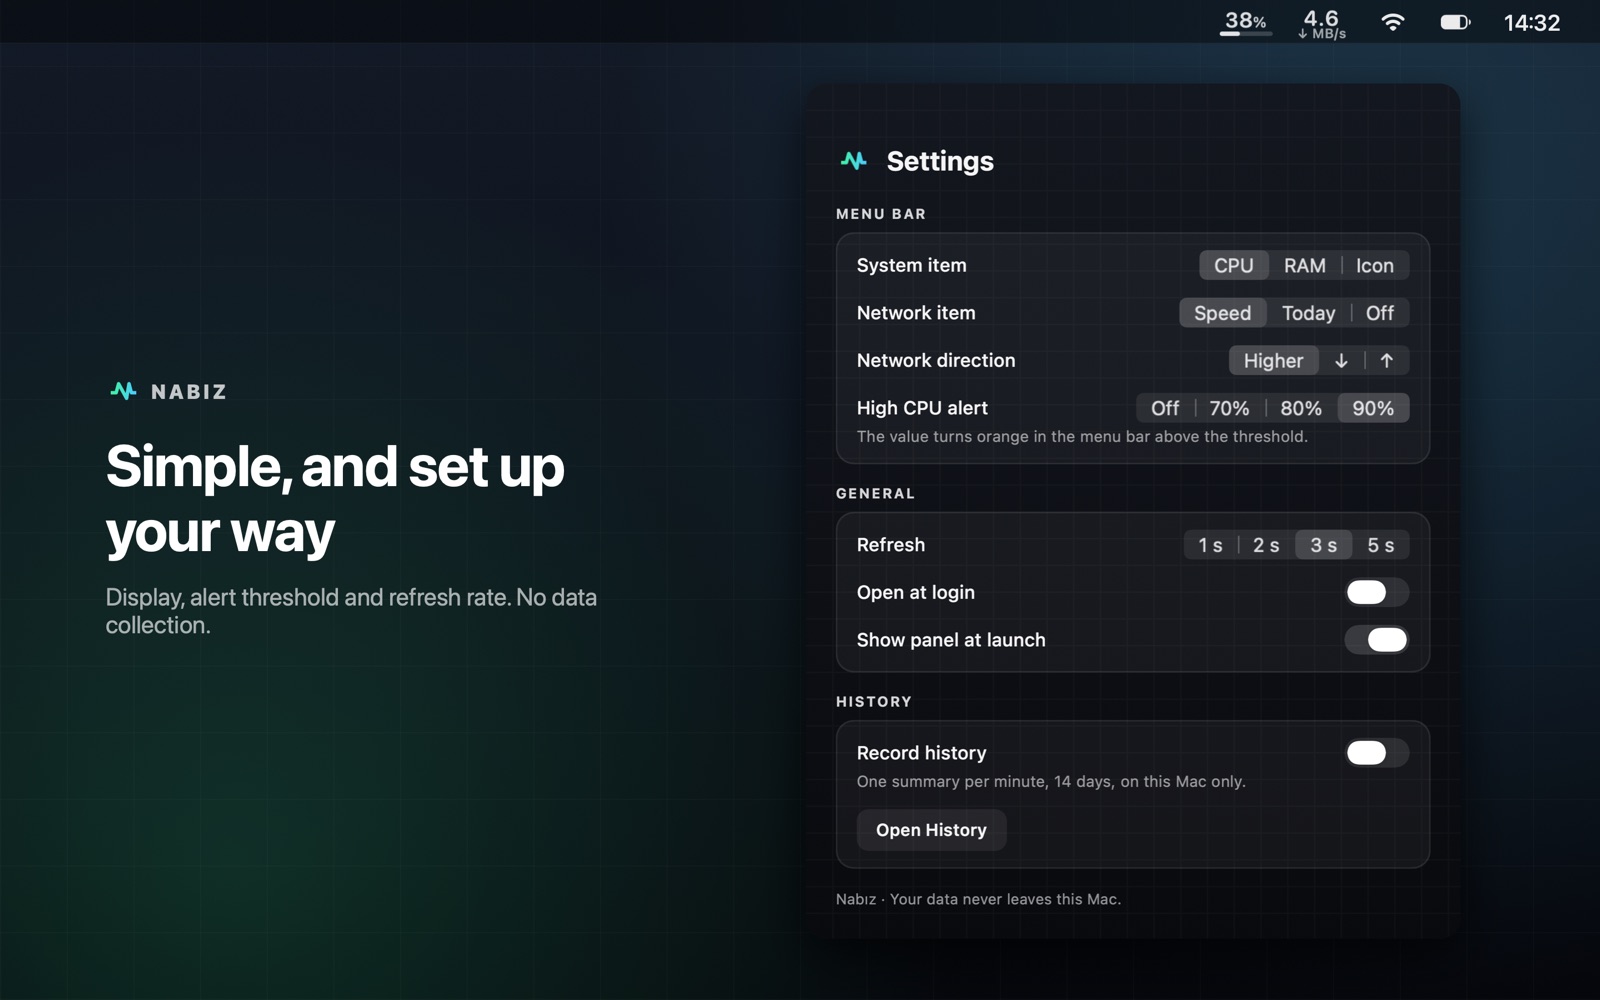 38%
4.6
↓ MB/s
14:32
NABIZ
Simple, and set up
your way
Display, alert threshold and refresh rate. No data
collection.
Settings
MENU BAR
System item CPU RAM Icon
Network item Speed Today Off
Network direction Higher ↓ ↑
High CPU alert Off 70% 80% 90%
The value turns orange in the menu bar above the threshold.
GENERAL
Refresh 1 s 2 s 3 s 5 s
Open at login
Show panel at launch
HISTORY
Record history
One summary per minute, 14 days, on this Mac only.
Open History
Nabız · Your data never leaves this Mac.